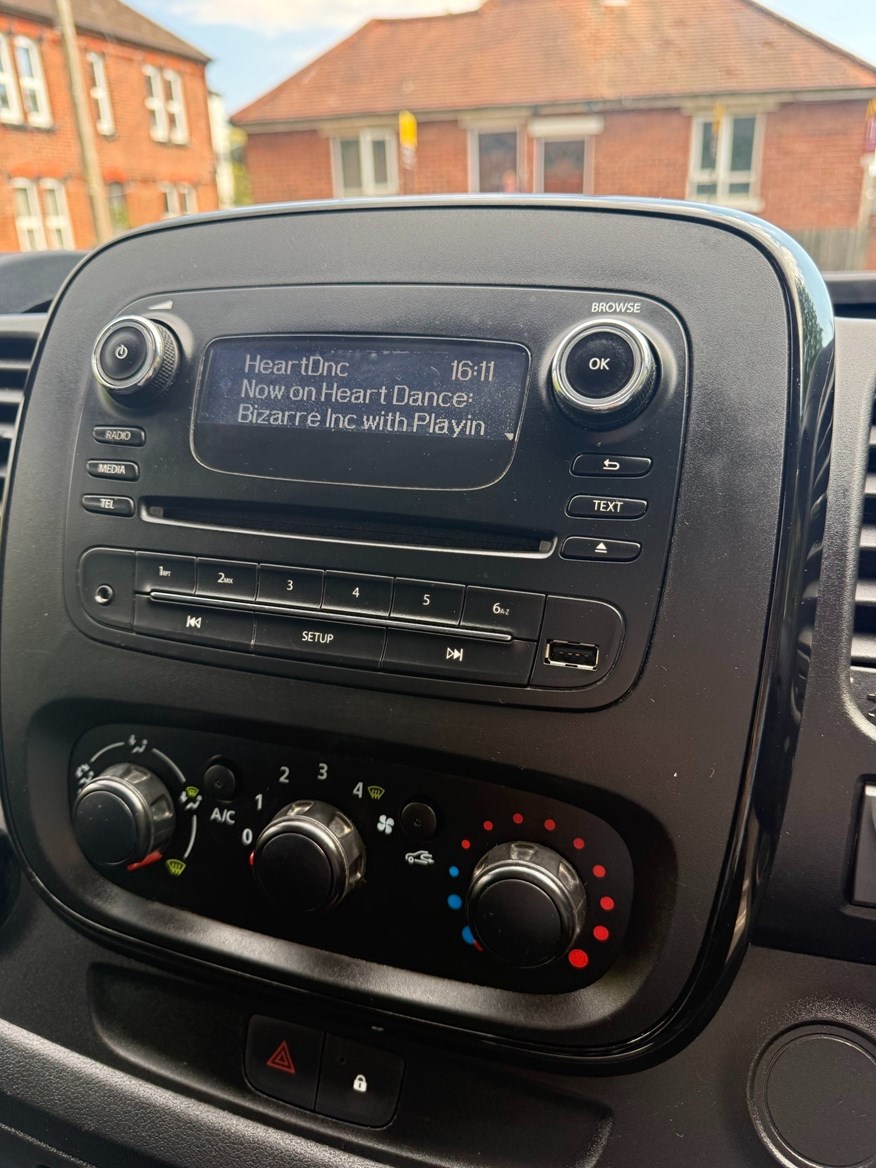 BROWSE
OK
HeartDnc 16:11
Now on Heart Dance:
Bizarre Inc with Playin
RADIO
MEDIA
TEL
TEXT
1RPT 2MIX 3 4 5 6A-Z
SETUP
A/C
0 1 2 3 4